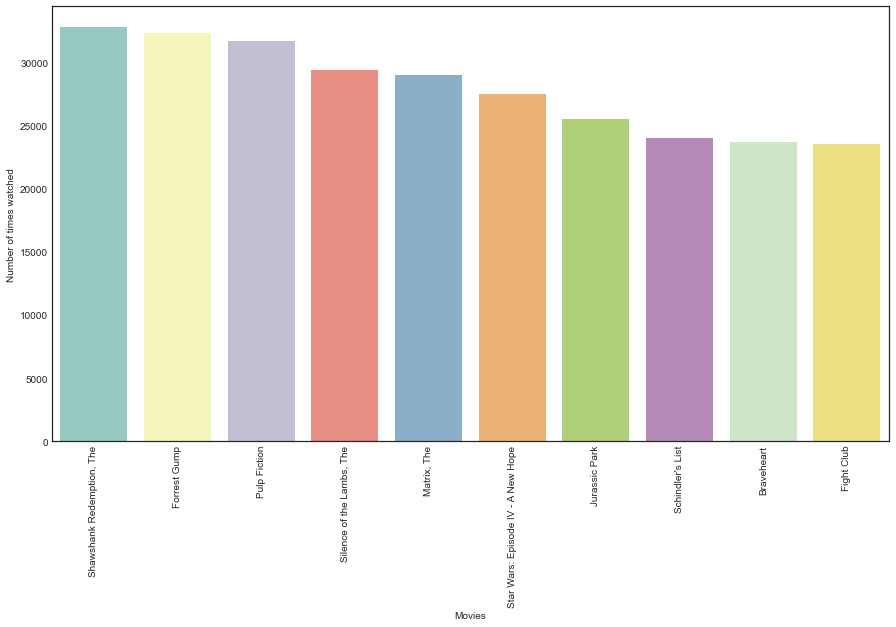 30000
25000
20000
15000
10000
5000
0
Number of times watched
Shawshank Redemption, The
Forrest Gump
Pulp Fiction
Silence of the Lambs, The
Matrix, The
Star Wars: Episode IV - A New Hope
Jurassic Park
Schindler's List
Braveheart
Fight Club
Movies